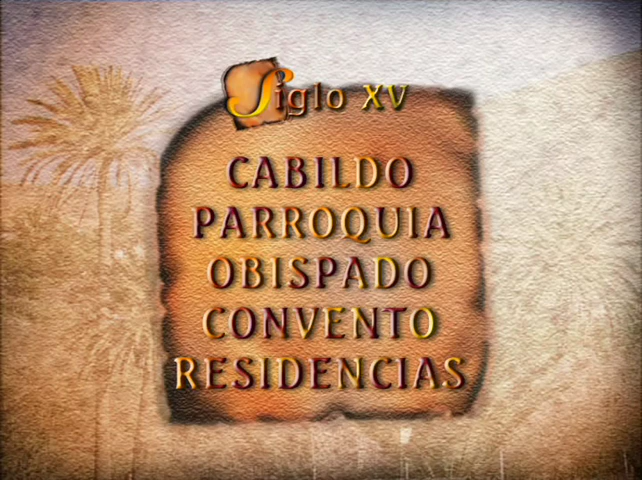 Siglo XV
CABILDO
PARROQUIA
OBISPADO
CONVENTO
RESIDENCIAS